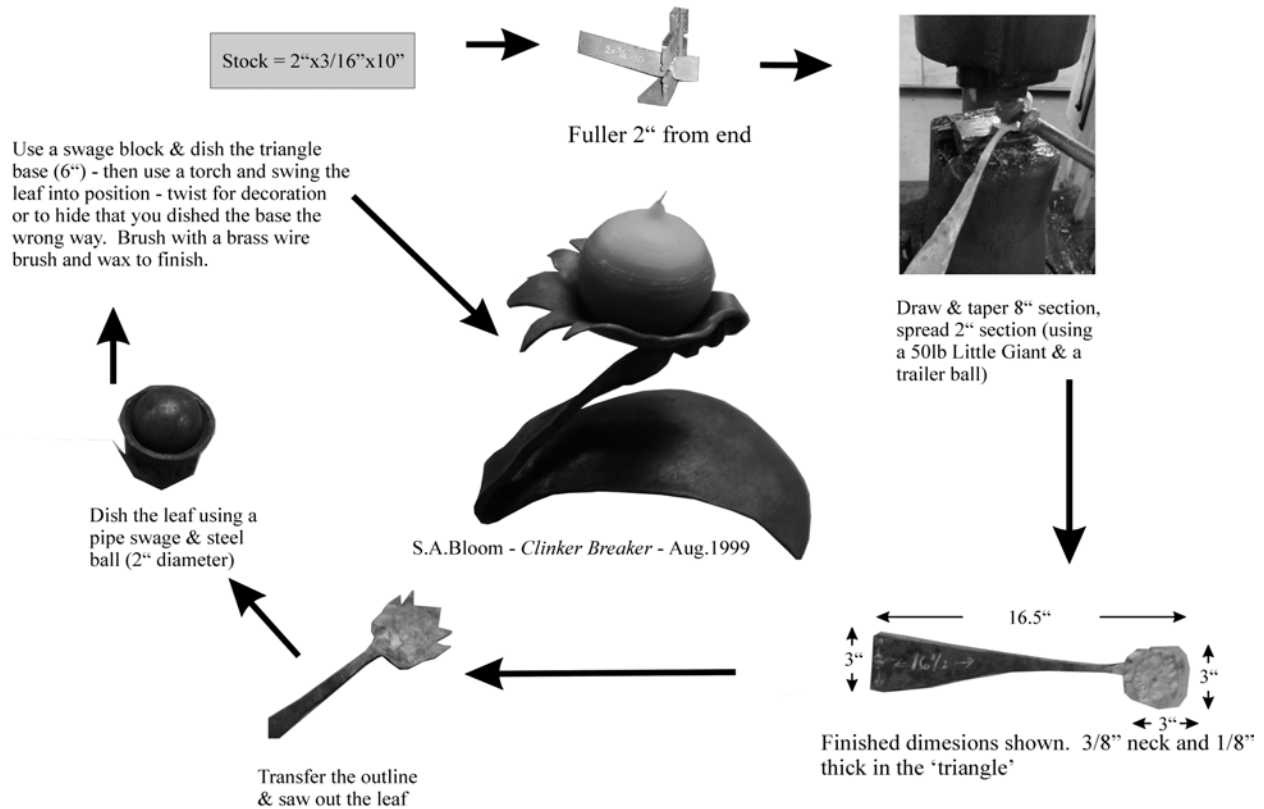 Stock = 2“x3/16”x10”
2x3/16x10
Fuller 2“ from end
Draw & taper 8“ section,
spread 2“ section (using
a 50lb Little Giant & a
trailer ball)
16.5“
3“
16 1/2
3“
3“
Finished dimesions shown. 3/8” neck and 1/8”
thick in the ‘triangle’
Transfer the outline
& saw out the leaf
Dish the leaf using a
pipe swage & steel
ball (2“ diameter)
Use a swage block & dish the triangle
base (6“) - then use a torch and swing the
leaf into position - twist for decoration
or to hide that you dished the base the
wrong way. Brush with a brass wire
brush and wax to finish.
S.A.Bloom - Clinker Breaker - Aug.1999